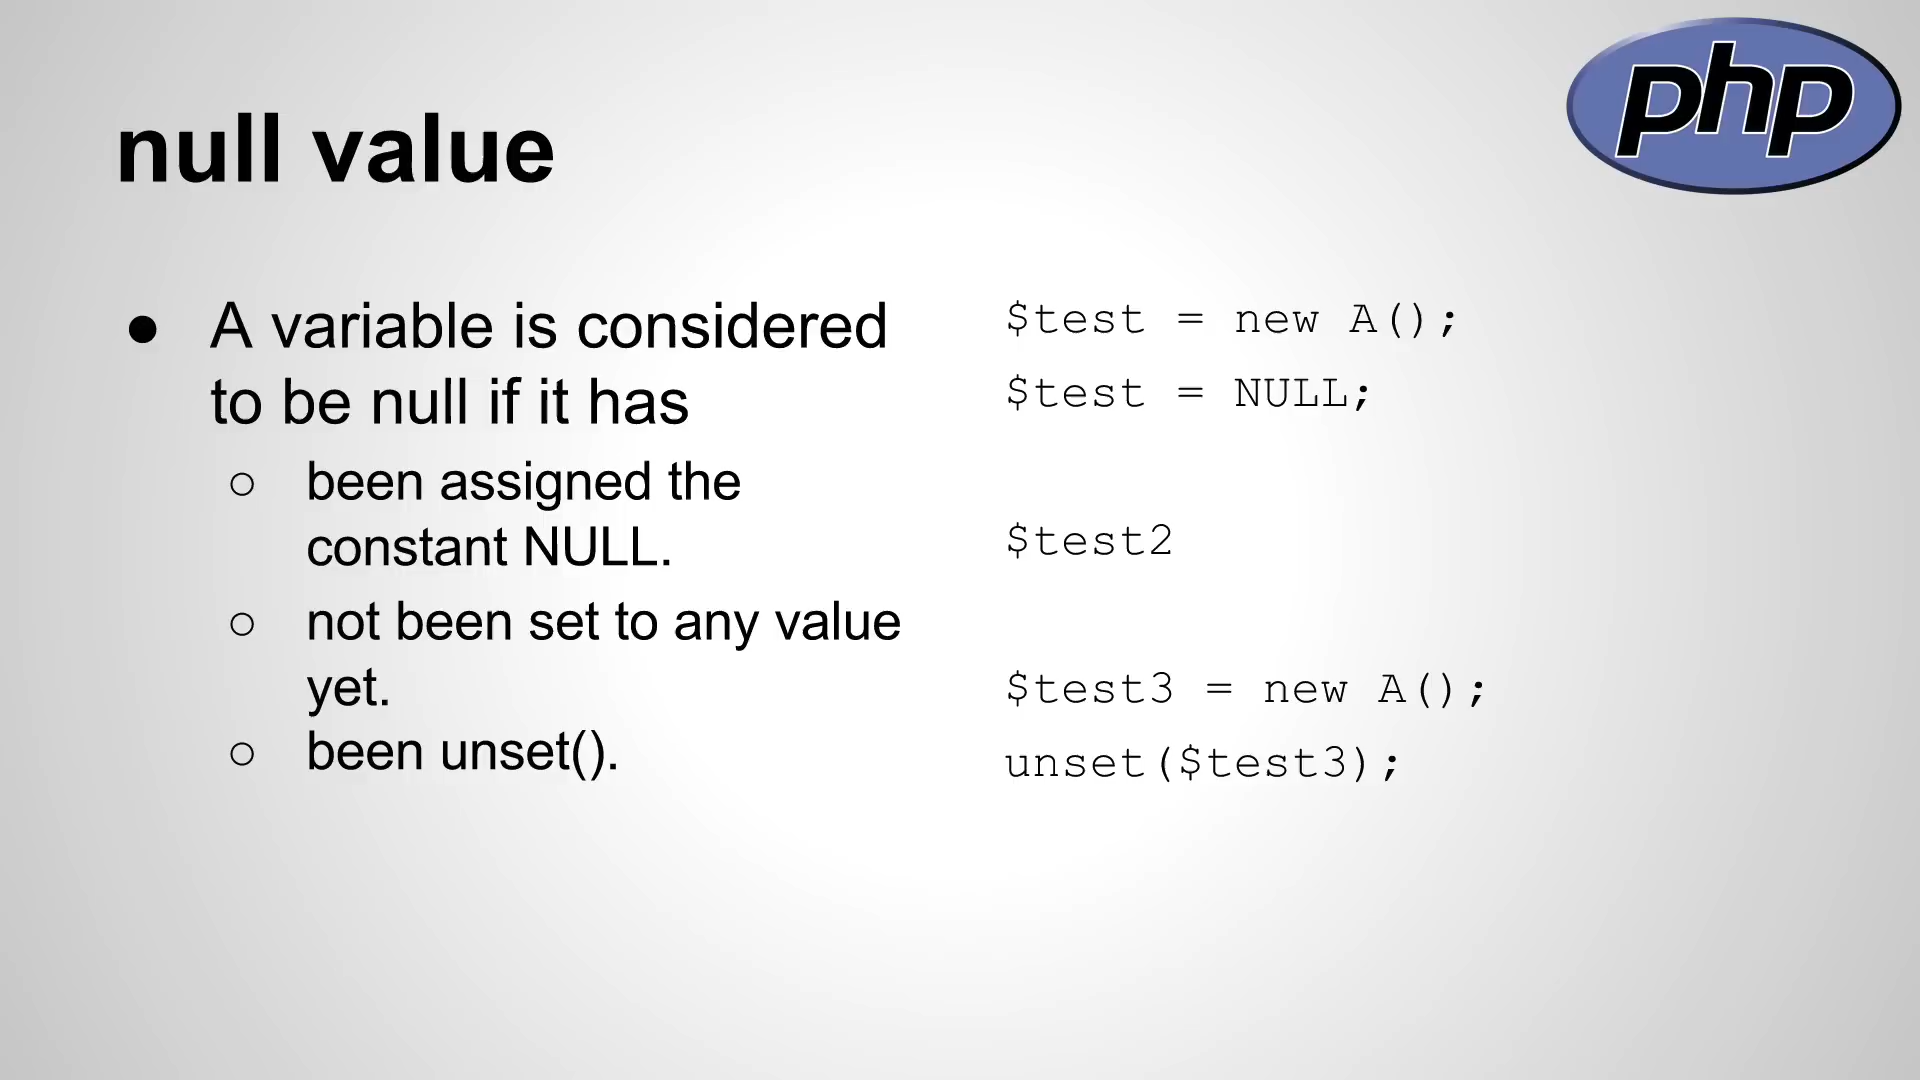 php
null value
● A variable is considered
to be null if it has
○ been assigned the
constant NULL.
○ not been set to any value
yet.
○ been unset().
$test = new A();
$test = NULL;
$test2
$test3 = new A();
unset($test3);